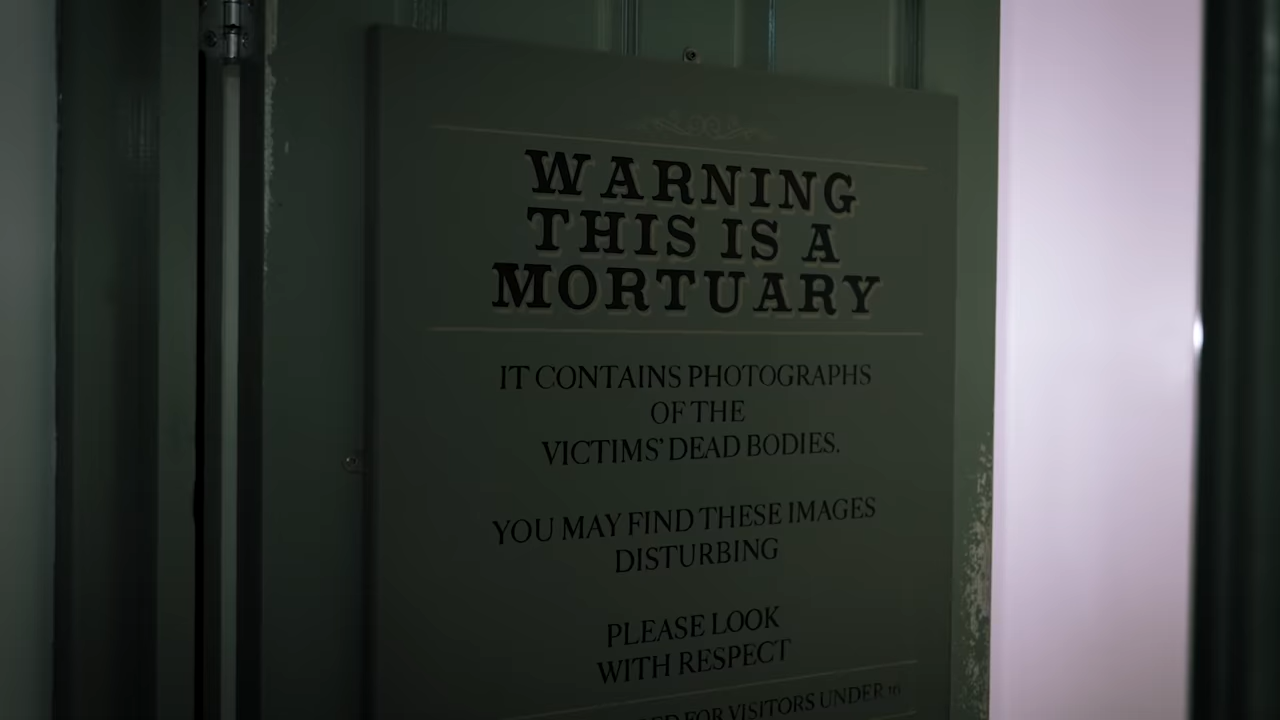 WARNING
THIS IS A
MORTUARY
IT CONTAINS PHOTOGRAPHS
OF THE
VICTIMS' DEAD BODIES.
YOU MAY FIND THESE IMAGES
DISTURBING
PLEASE LOOK
WITH RESPECT
FOR VISITORS UNDER